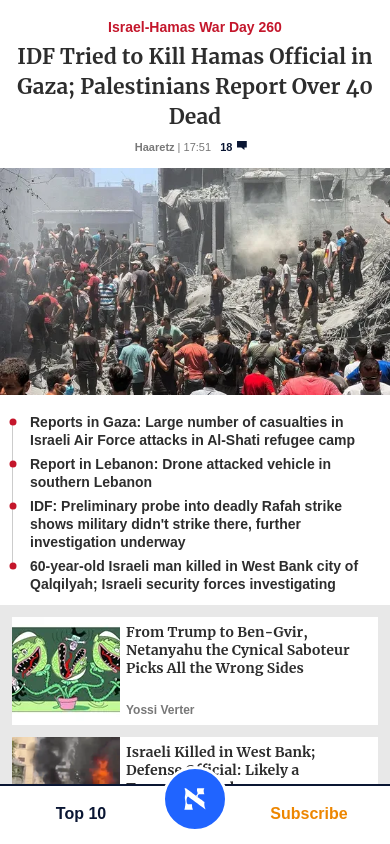 Israel-Hamas War Day 260
IDF Tried to Kill Hamas Official in
Gaza; Palestinians Report Over 40
Dead
Haaretz | 17:51 18
Reports in Gaza: Large number of casualties in
Israeli Air Force attacks in Al-Shati refugee camp
Report in Lebanon: Drone attacked vehicle in
southern Lebanon
IDF: Preliminary probe into deadly Rafah strike
shows military didn't strike there, further
investigation underway
60-year-old Israeli man killed in West Bank city of
Qalqilyah; Israeli security forces investigating
From Trump to Ben-Gvir,
Netanyahu the Cynical Saboteur
Picks All the Wrong Sides
Yossi Verter
Israeli Killed in West Bank;
Defense Official: Likely a
Top 10
Subscribe